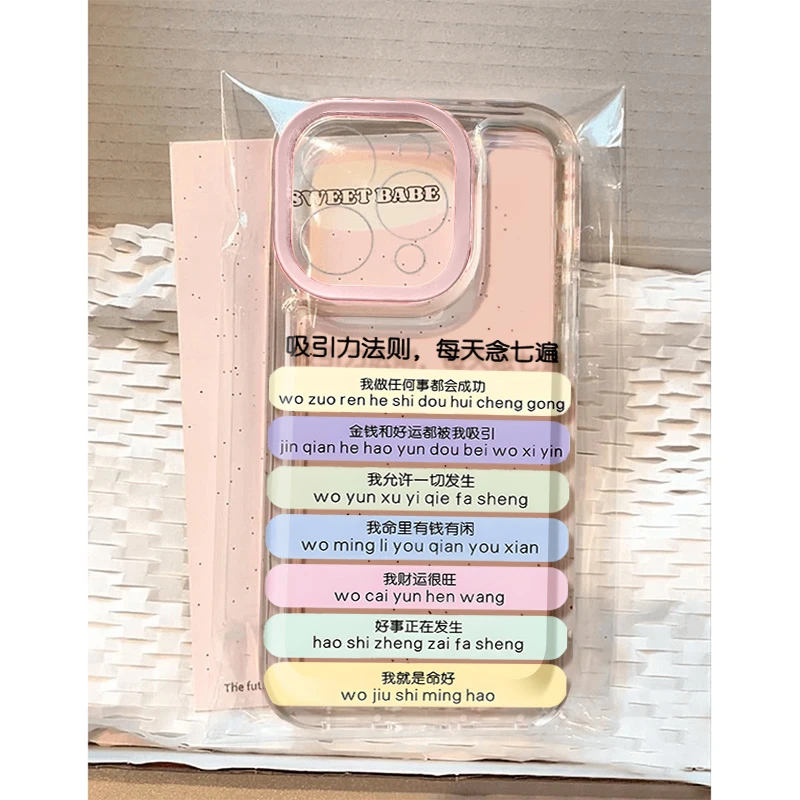 SWEET BABE
吸引力法则，每天念七遍
我做任何事都会成功
wo zuo ren he shi dou hui cheng gong
金钱和好运都被我吸引
jin qian he hao yun dou bei wo xi yin
我允许一切发生
wo yun xu yi qie fa sheng
我命里有钱有闲
wo ming li you qian you xian
我财运很旺
wo cai yun hen wang
好事正在发生
hao shi zheng zai fa sheng
我就是命好
wo jiu shi ming hao
The fut